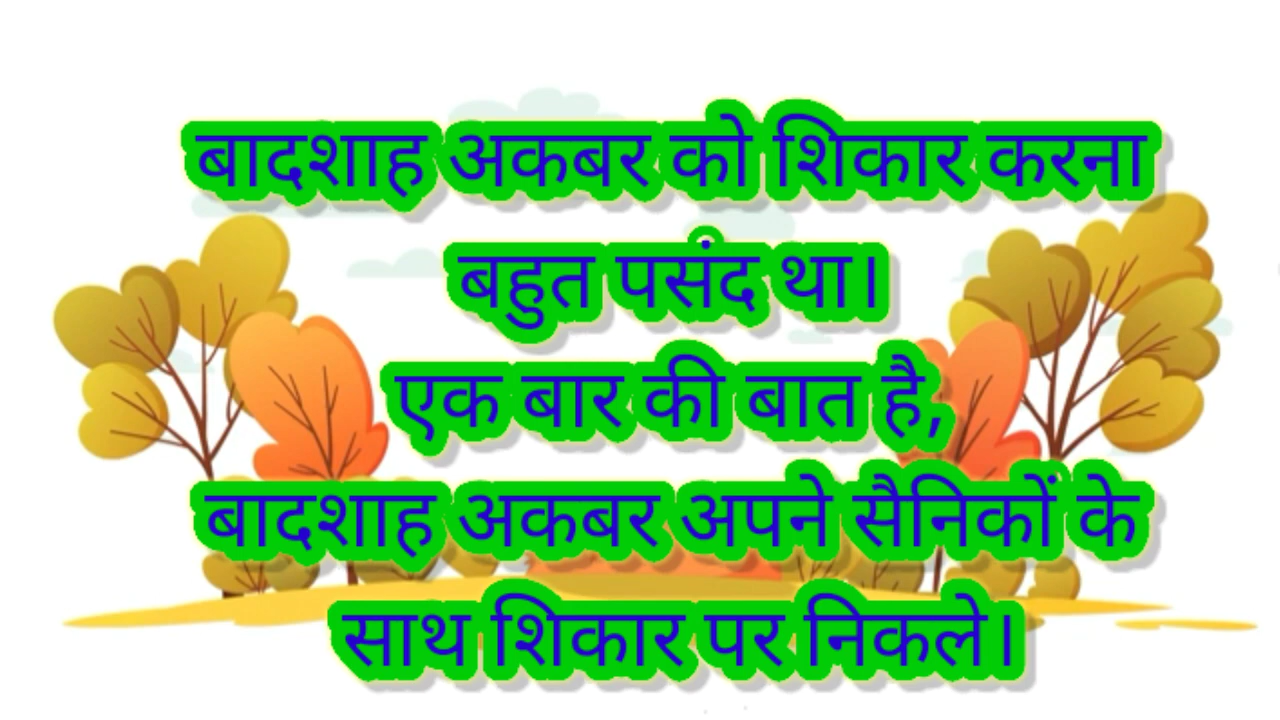 बादशाह अकबर को शिकार करना
बहुत पसंद था।
एक बार की बात है,
बादशाह अकबर अपने सैनिकों के
साथ शिकार पर निकले।